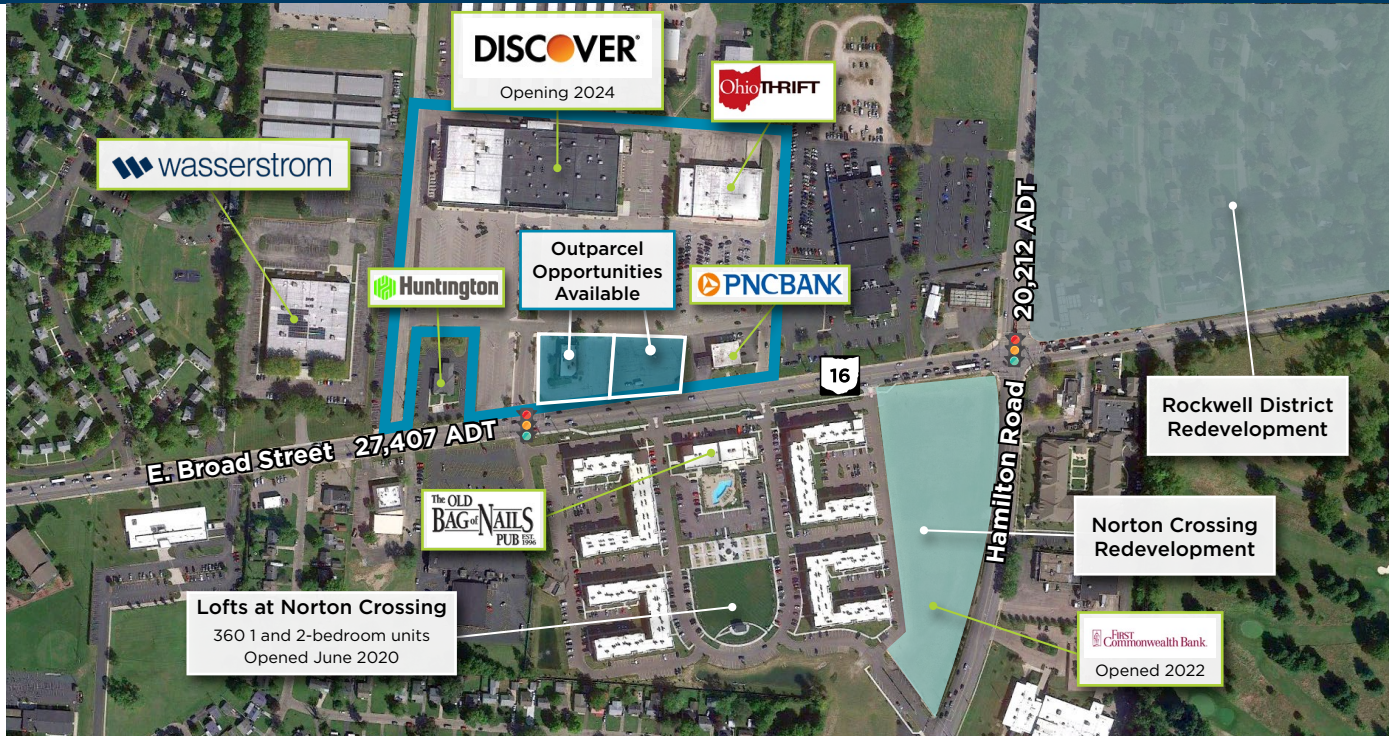 DISCOVER®
Opening 2024
Ohio THRIFT
wasserstrom
Outparcel
Opportunities
Available
Huntington
PNCBANK
20,212 ADT
16
Rockwell District
Redevelopment
E. Broad Street 27,407 ADT
Hamilton Road
The OLD
BAG of NAILS
PUB EST. 1996
Norton Crossing
Redevelopment
Lofts at Norton Crossing
360 1 and 2-bedroom units
Opened June 2020
FIRST
Commonwealth Bank.
Opened 2022